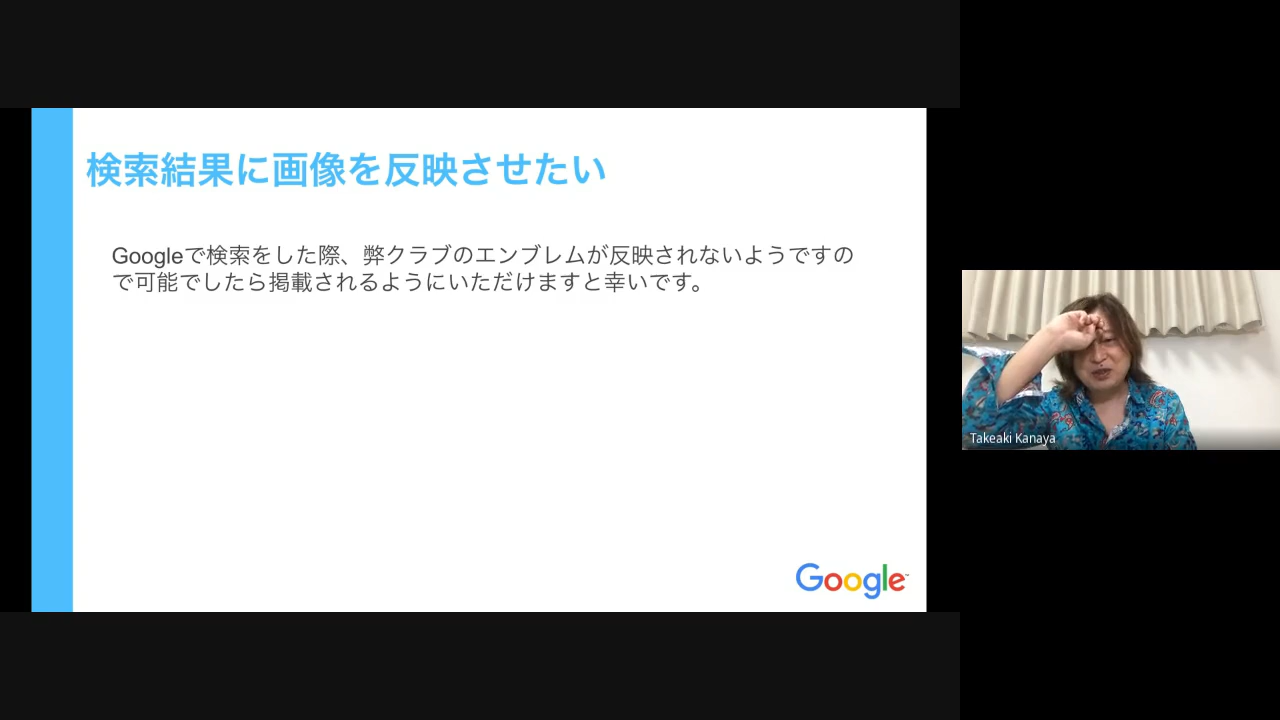 検索結果に画像を反映させたい
Googleで検索をした際、弊クラブのエンブレムが反映されないようですの
で可能でしたら掲載されるようにいただけますと幸いです。
Google
Takeaki Kanaya